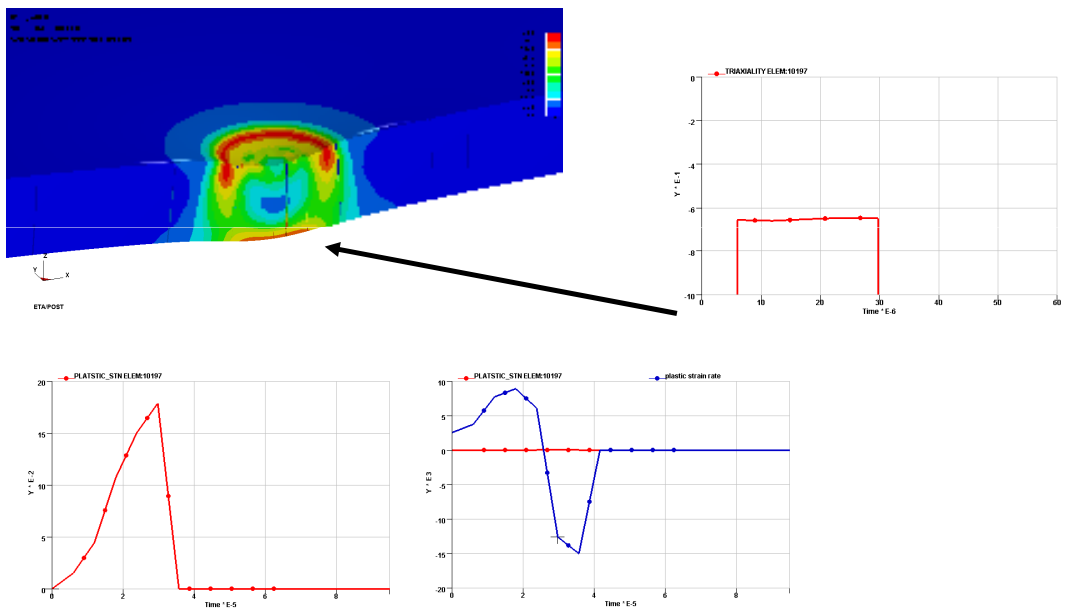 TRIAXIALITY ELEM:10197
0
-2
-4
Y * E-1
-6
-8
-10
0 10 20 30 40 50 60
Time * E-6
Z
Y
X
ETA/POST
PLATSTIC_STN ELEM:10197
20
15
Y * E-2
10
5
0
0 2 4 6 8
Time * E-5
PLATSTIC_STN ELEM:10197 plastic strain rate
10
5
0
Y * E3
-5
-10
-15
-20
0 2 4 6 8
Time * E-5